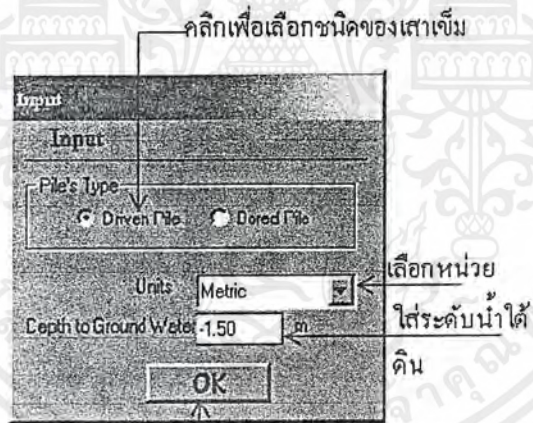 คลิกเพื่อเลือกชนิดของเสาเข็ม
Input
Input
Pile's Type
Driven Pile Bored Pile
Units Metric
เลือกหน่วย
Depth to Ground Water -1.50 m
ใส่ระดับน้ำใต้
ดิน
OK